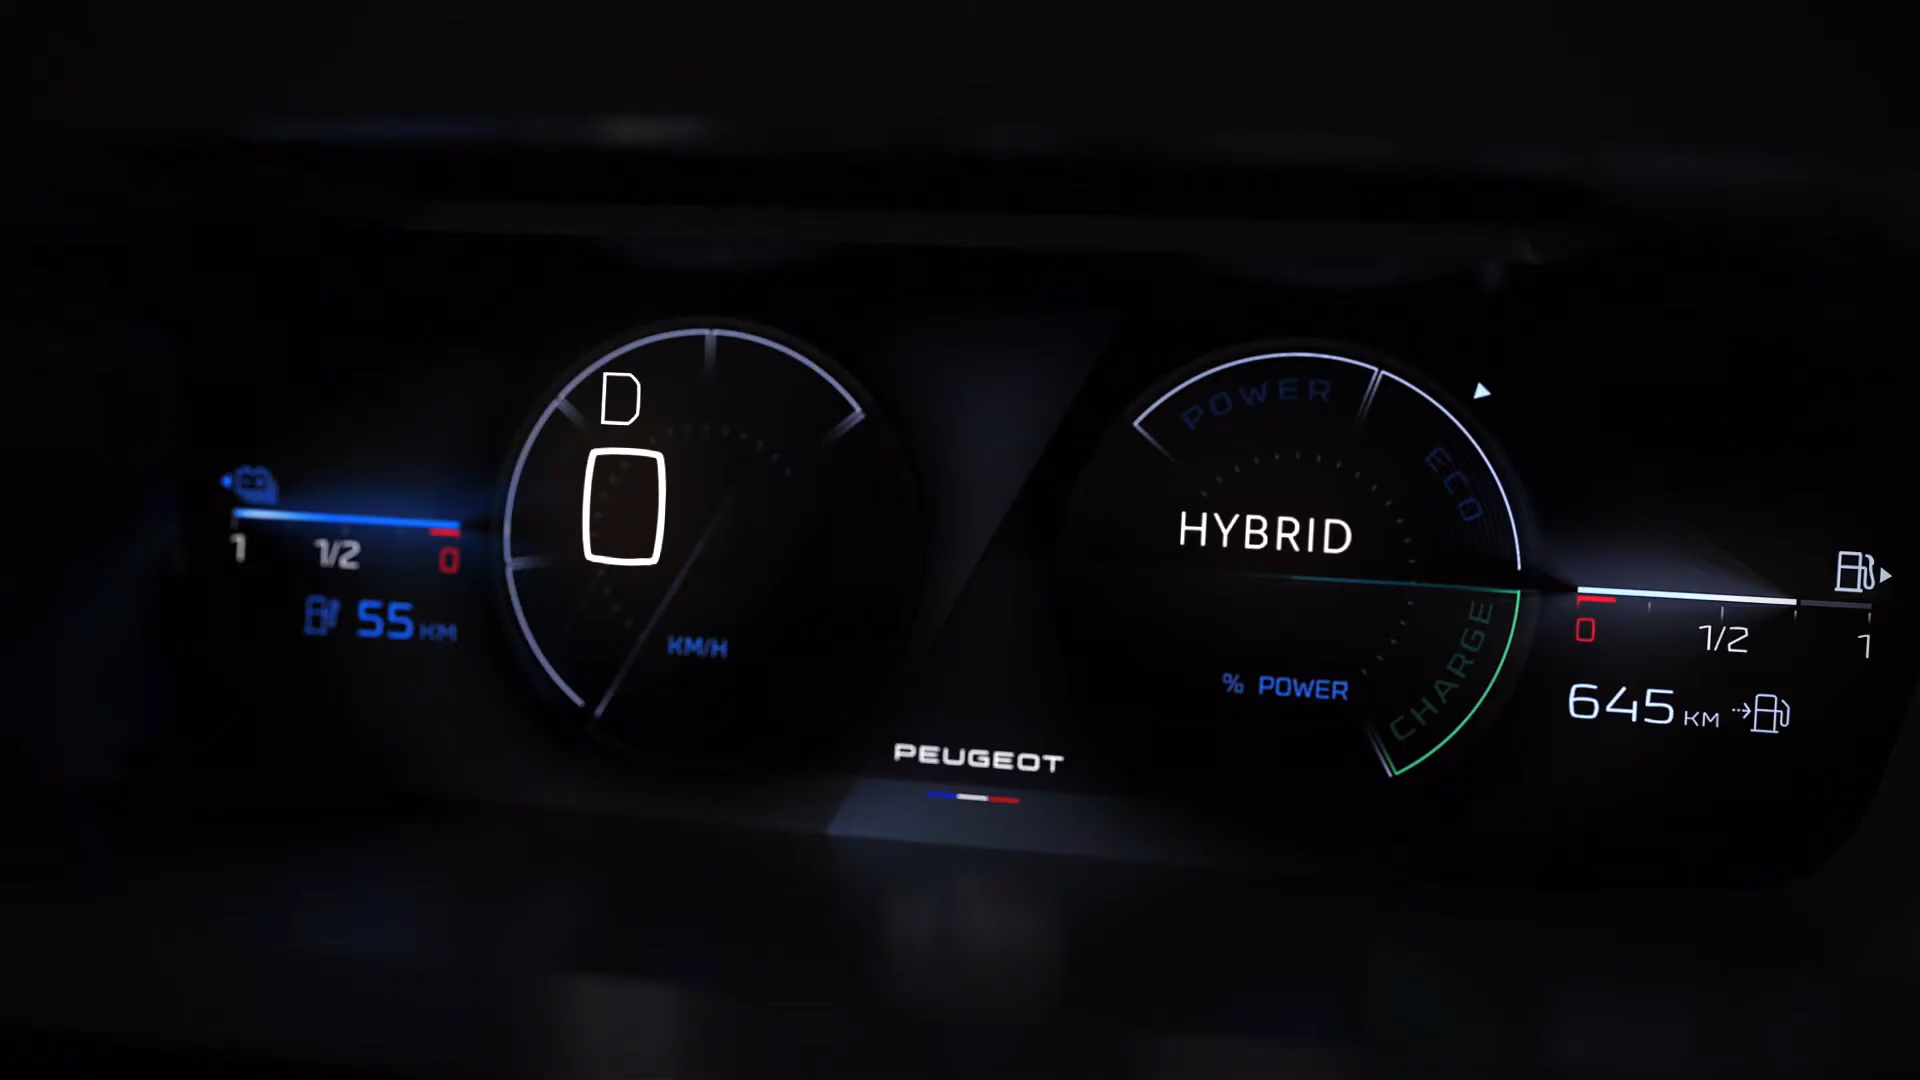 D
0
KM/H
1 1/2 0
55 KM
POWER
ECO
HYBRID
CHARGE
% POWER
0 1/2 1
645 KM
PEUGEOT